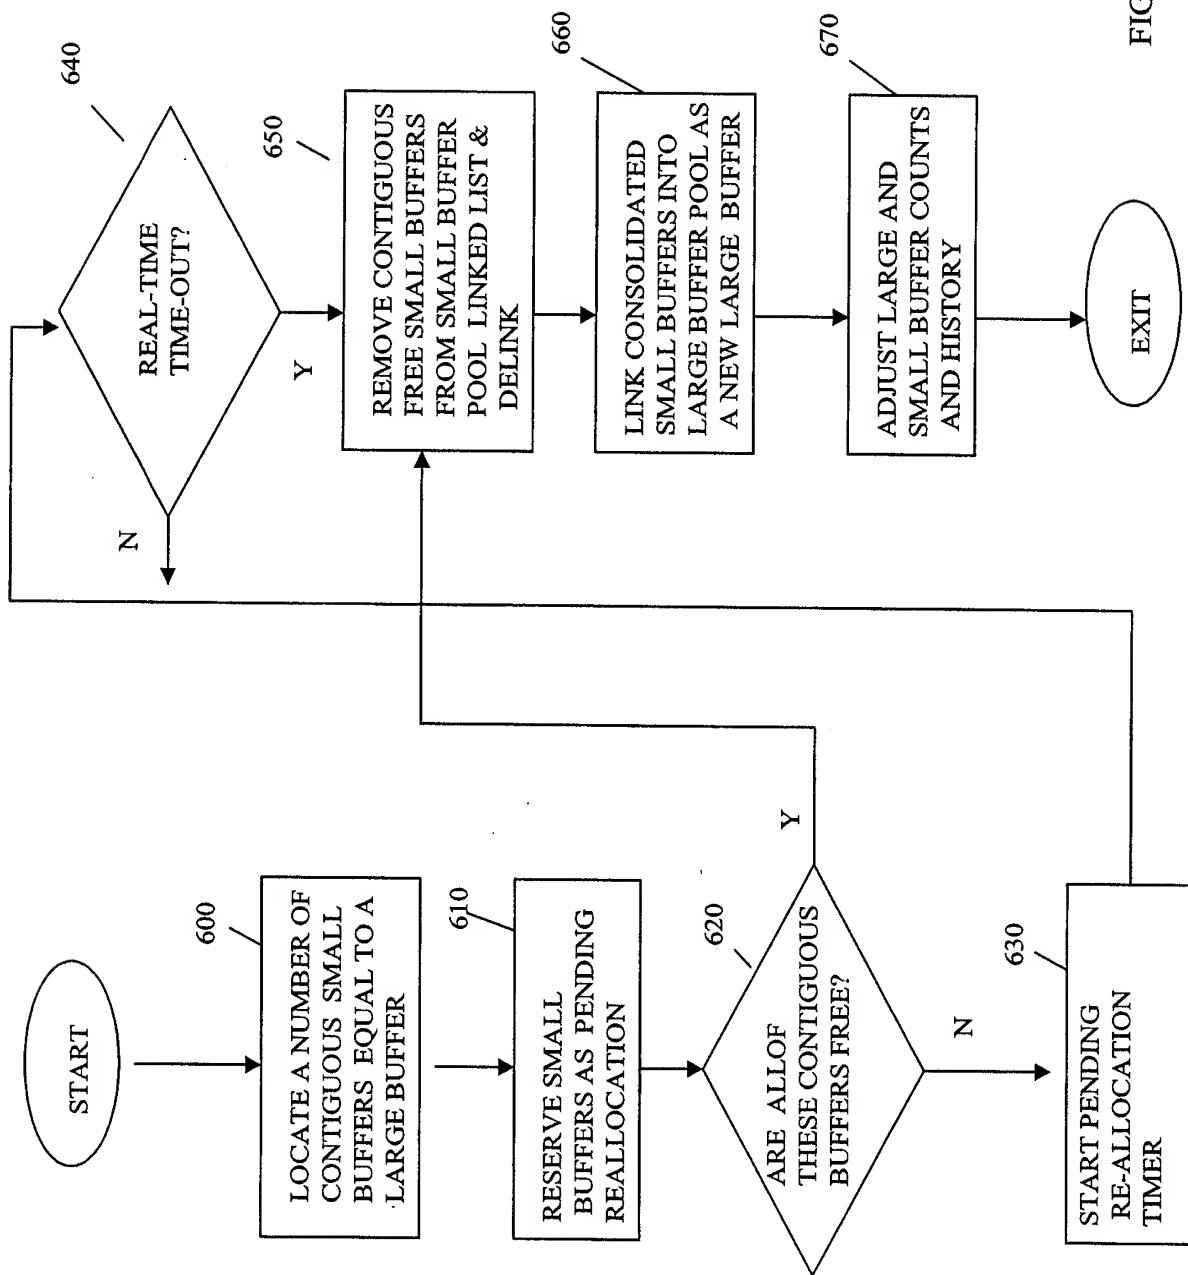 START
600
LOCATE A NUMBER OF
CONTIGUOUS SMALL
BUFFERS EQUAL TO A
LARGE BUFFER
610
RESERVE SMALL
BUFFERS AS PENDING
REALLOCATION
620
ARE ALLOF
THESE CONTIGUOUS
BUFFERS FREE?
Y
N
630
START PENDING
RE-ALLOCATION
TIMER
640
REAL-TIME
TIME-OUT?
N
Y
650
REMOVE CONTIGUOUS
FREE SMALL BUFFERS
FROM SMALL BUFFER
POOL LINKED LIST &
DELINK
660
LINK CONSOLIDATED
SMALL BUFFERS INTO
LARGE BUFFER POOL AS
A NEW LARGE BUFFER
670
ADJUST LARGE AND
SMALL BUFFER COUNTS
AND HISTORY
EXIT
FIG